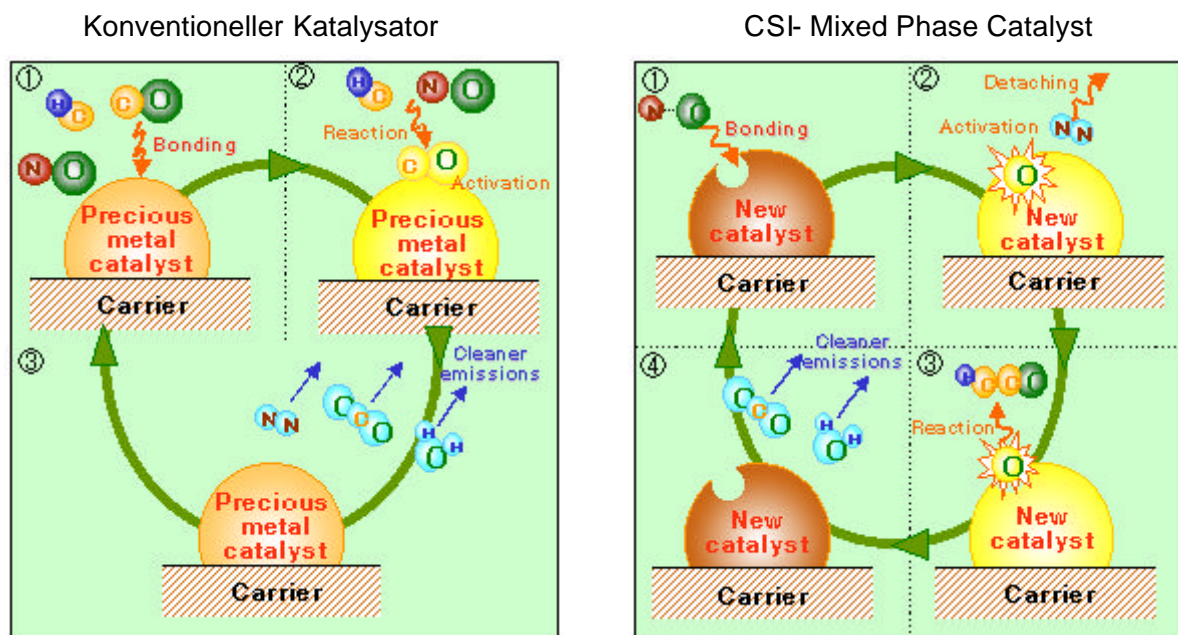 Konventioneller Katalysator
①
②
H
C
C
O
N
O
Bonding
H
C
N
O
Reaction
C
O
Activation
Precious
metal
catalyst
Carrier
Precious
metal
catalyst
Carrier
③
Cleaner
emissions
N
N
O
C
O
H
H
O
Precious
metal
catalyst
Carrier
CSI- Mixed Phase Catalyst
①
N
O
Bonding
New
catalyst
Carrier
②
Detaching
N
N
Activation
O
New
catalyst
Carrier
④
Cleaner
emissions
O
C
O
H
H
O
New
catalyst
Carrier
③
H
C
C
O
Reaction
O
New
catalyst
Carrier